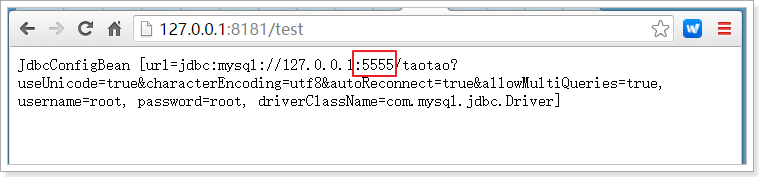 127.0.0.1:8181/test
JdbcConfigBean [url=jdbc:mysql://127.0.0.1:5555/taotao?
useUnicode=true&characterEncoding=utf8&autoReconnect=true&allowMultiQueries=true,
username=root, password=root, driverClassName=com.mysql.jdbc.Driver]